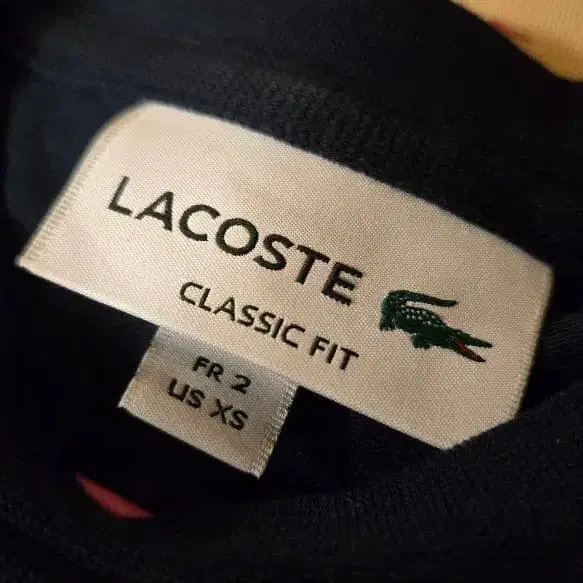 LACOSTE
CLASSIC FIT
FR 2
US XS